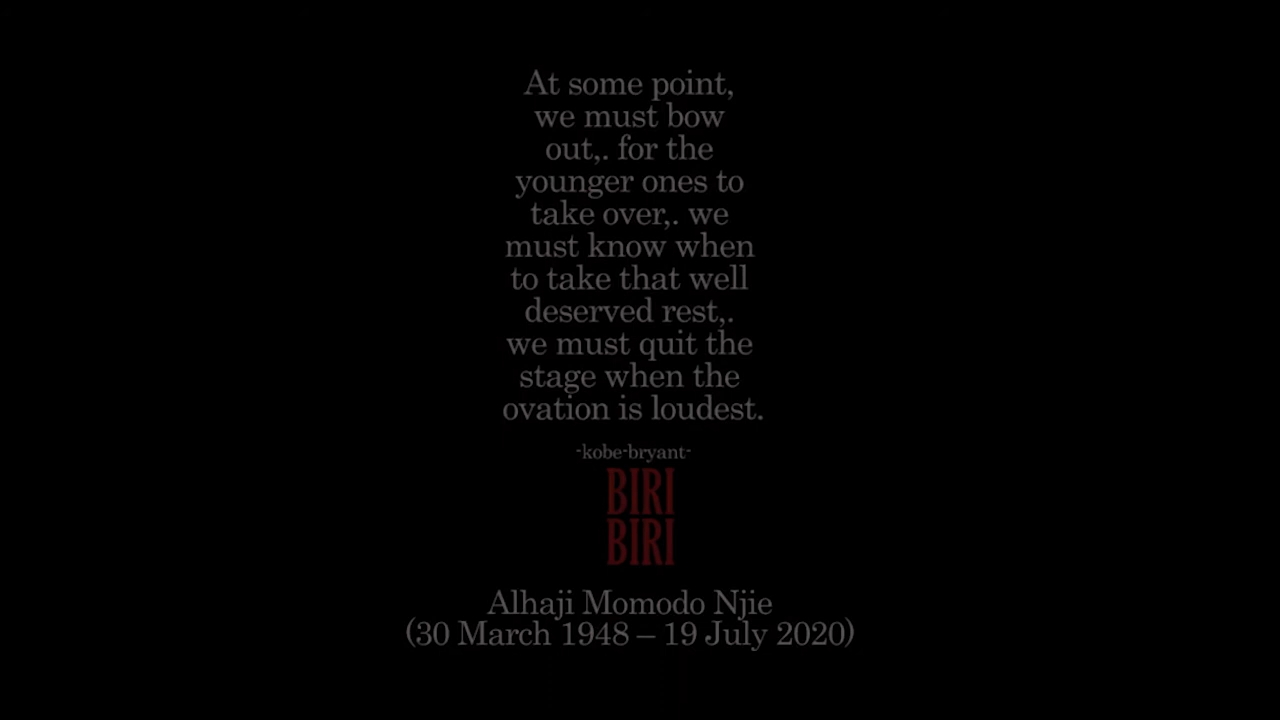 At some point,
we must bow
out,. for the
younger ones to
take over,. we
must know when
to take that well
deserved rest,.
we must quit the
stage when the
ovation is loudest.
-kobe-bryant-
BIRI
BIRI
Alhaji Momodo Njie
(30 March 1948 – 19 July 2020)